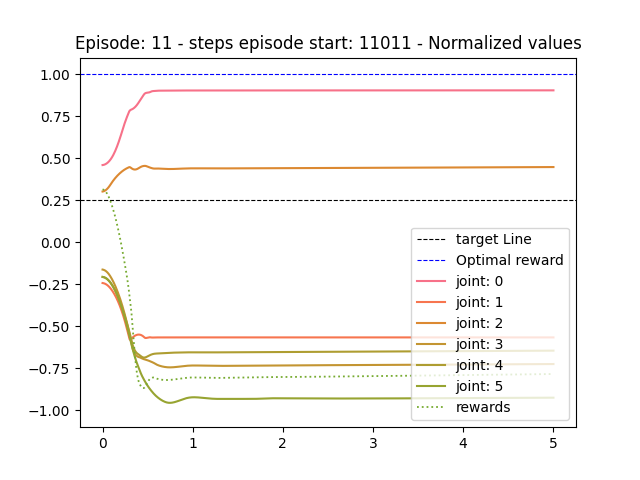 Episode: 11 - steps episode start: 11011 - Normalized values
1.00
0.75
0.50
0.25
0.00
−0.25
−0.50
−0.75
−1.00
target Line
Optimal reward
joint: 0
joint: 1
joint: 2
joint: 3
joint: 4
joint: 5
rewards
0 1 2 3 4 5